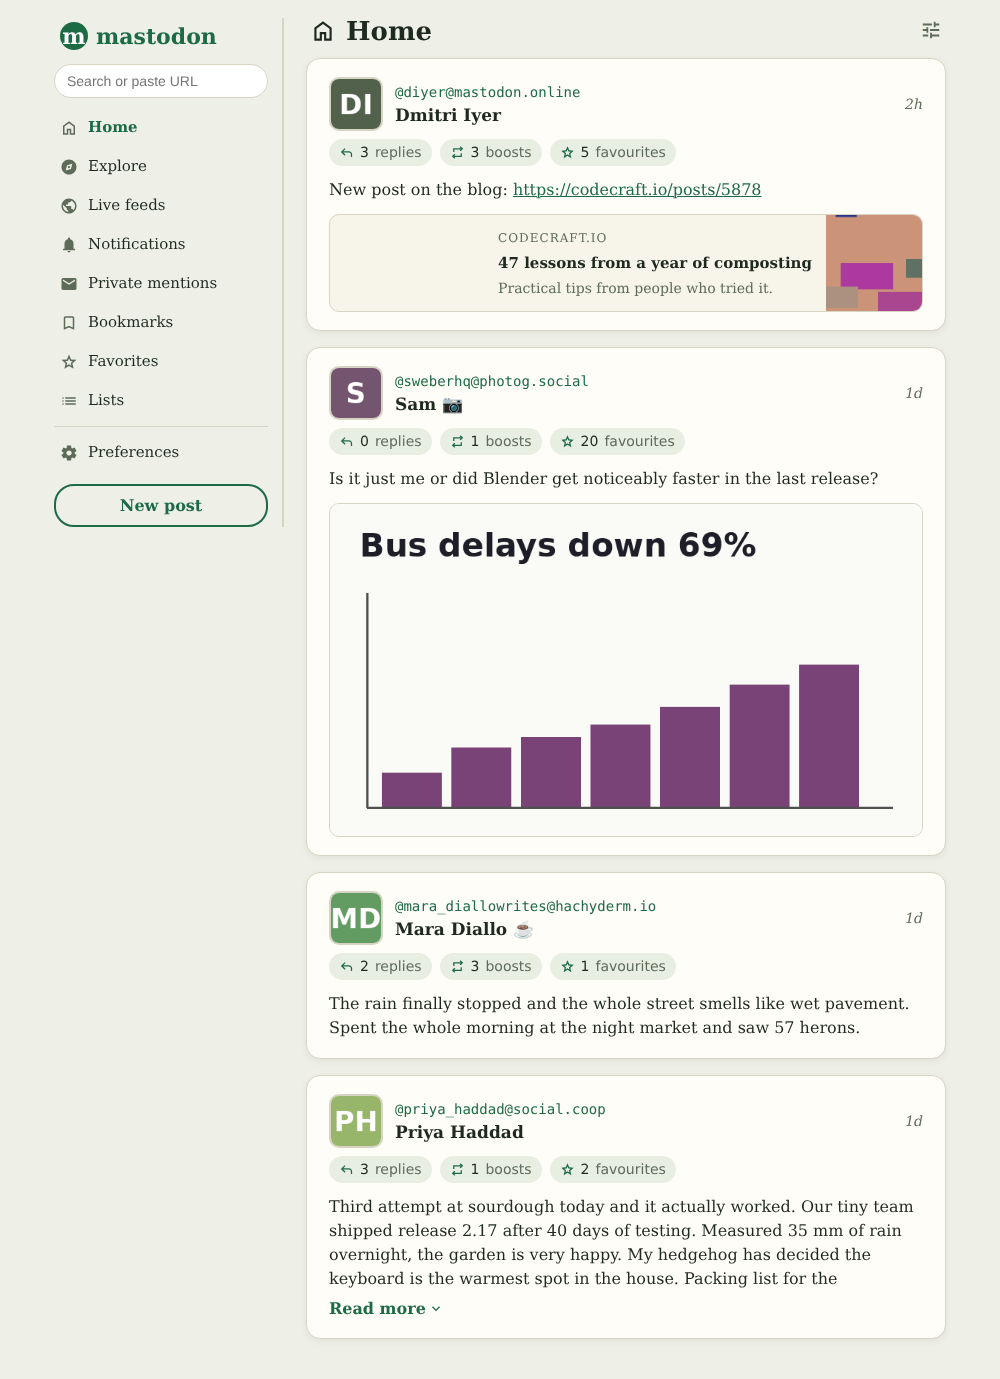 mastodon
Search or paste URL
Home
Explore
Live feeds
Notifications
Private mentions
Bookmarks
Favorites
Lists
Preferences
New post
Home
DI
@diyer@mastodon.online
Dmitri Iyer
2h
3 replies
3 boosts
5 favourites
New post on the blog: https://codecraft.io/posts/5878
CODECRAFT.IO
47 lessons from a year of composting
Practical tips from people who tried it.
S
@sweberhq@photog.social
Sam 📷
1d
0 replies
1 boosts
20 favourites
Is it just me or did Blender get noticeably faster in the last release?
Bus delays down 69%
MD
@mara_diallowrites@hachyderm.io
Mara Diallo ☕
1d
2 replies
3 boosts
1 favourites
The rain finally stopped and the whole street smells like wet pavement.
Spent the whole morning at the night market and saw 57 herons.
PH
@priya_haddad@social.coop
Priya Haddad
1d
3 replies
1 boosts
2 favourites
Third attempt at sourdough today and it actually worked. Our tiny team
shipped release 2.17 after 40 days of testing. Measured 35 mm of rain
overnight, the garden is very happy. My hedgehog has decided the
keyboard is the warmest spot in the house. Packing list for the
Read more